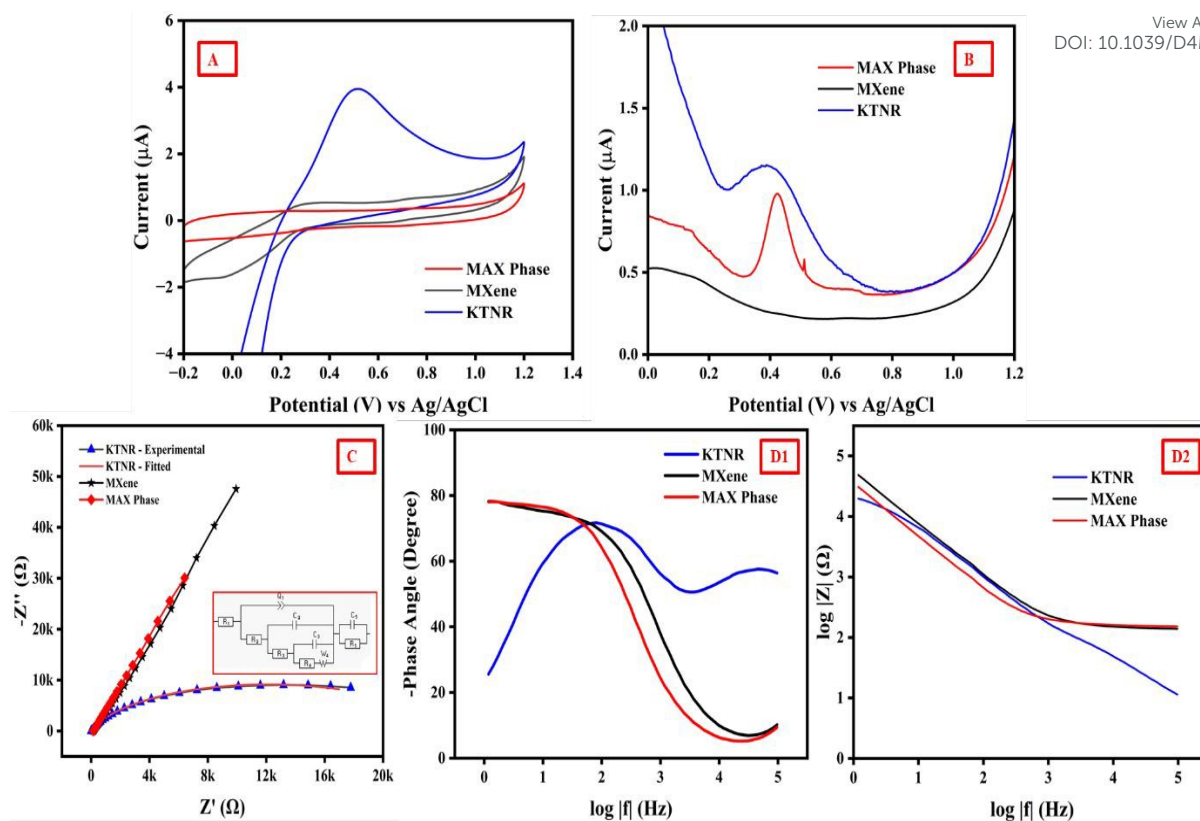 View A
DOI: 10.1039/D4
A
MAX Phase
MXene
KTNR
6
4
2
0
−2
−4
−0.2 0.0 0.2 0.4 0.6 0.8 1.0 1.2 1.4
Current (μA)
Potential (V) vs Ag/AgCl
B
MAX Phase
MXene
KTNR
2.0
1.5
1.0
0.5
0.0
0.0 0.2 0.4 0.6 0.8 1.0 1.2
Current (μA)
Potential (V) vs Ag/AgCl
C
KTNR - Experimental
KTNR - Fitted
MXene
MAX Phase
60k
50k
40k
30k
20k
10k
0
0 4k 8k 12k 16k 20k
-Z'' (Ω)
Z' (Ω)
D1
KTNR
MXene
MAX Phase
100
80
60
40
20
0
0 1 2 3 4 5
-Phase Angle (Degree)
log |f| (Hz)
D2
KTNR
MXene
MAX Phase
6
5
4
3
2
1
0
0 1 2 3 4 5
log |Z| (Ω)
log |f| (Hz)